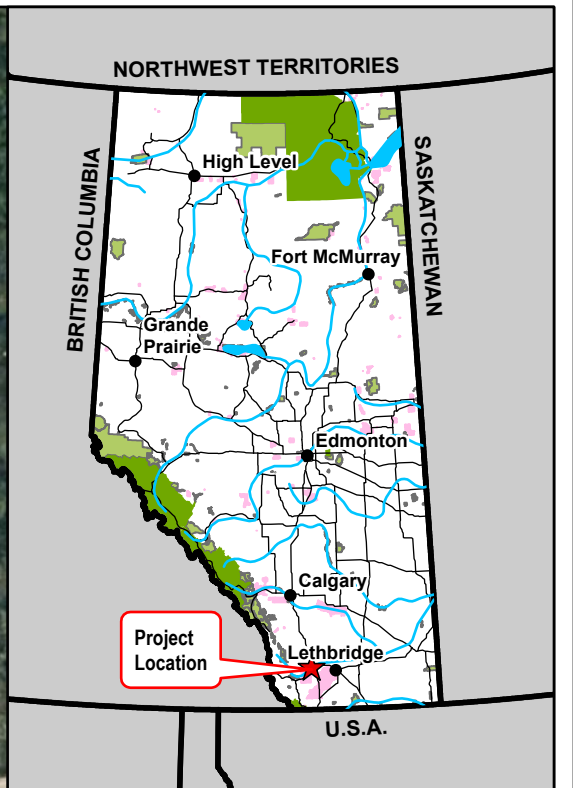 NORTHWEST TERRITORIES
BRITISH COLUMBIA
SASKATCHEWAN
High Level
Fort McMurray
Grande
Prairie
Edmonton
Calgary
Project
Location
Lethbridge
U.S.A.